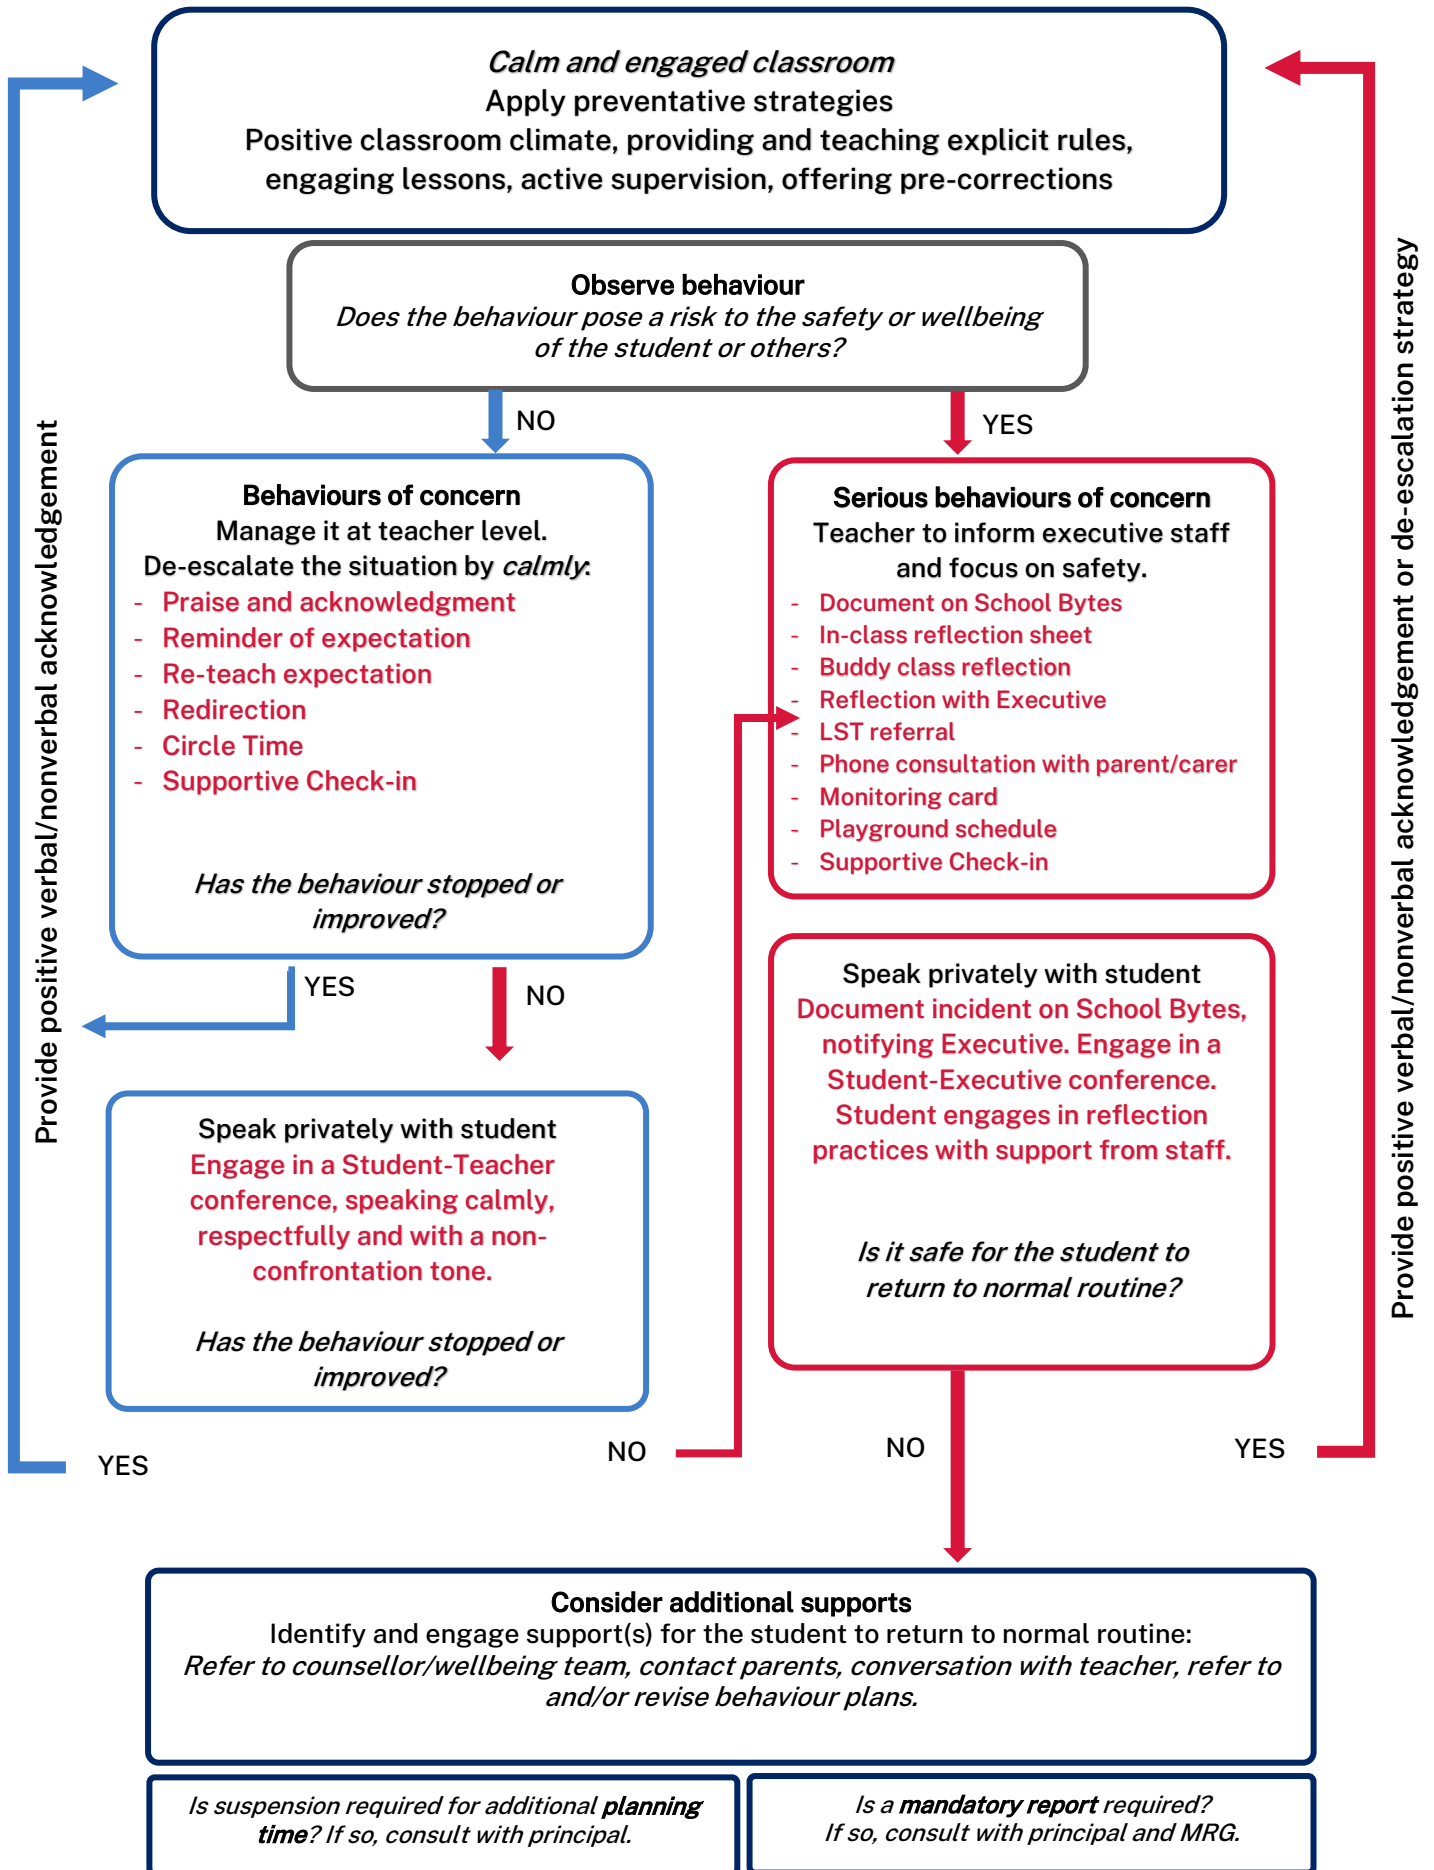 Calm and engaged classroom
Apply preventative strategies
Positive classroom climate, providing and teaching explicit rules,
engaging lessons, active supervision, offering pre-corrections
Observe behaviour
Does the behaviour pose a risk to the safety or wellbeing
of the student or others?
NO
YES
Behaviours of concern
Manage it at teacher level.
De-escalate the situation by calmly:
- Praise and acknowledgment
- Reminder of expectation
- Re-teach expectation
- Redirection
- Circle Time
- Supportive Check-in
Has the behaviour stopped or
improved?
YES
NO
Speak privately with student
Engage in a Student-Teacher
conference, speaking calmly,
respectfully and with a non-
confrontation tone.
Has the behaviour stopped or
improved?
YES
NO
Provide positive verbal/nonverbal acknowledgement
Serious behaviours of concern
Teacher to inform executive staff
and focus on safety.
- Document on School Bytes
- In-class reflection sheet
- Buddy class reflection
- Reflection with Executive
- LST referral
- Phone consultation with parent/carer
- Monitoring card
- Playground schedule
- Supportive Check-in
Speak privately with student
Document incident on School Bytes,
notifying Executive. Engage in a
Student-Executive conference.
Student engages in reflection
practices with support from staff.
Is it safe for the student to
return to normal routine?
NO
YES
Provide positive verbal/nonverbal acknowledgement or de-escalation strategy
Consider additional supports
Identify and engage support(s) for the student to return to normal routine:
Refer to counsellor/wellbeing team, contact parents, conversation with teacher, refer to
and/or revise behaviour plans.
Is suspension required for additional planning
time? If so, consult with principal.
Is a mandatory report required?
If so, consult with principal and MRG.